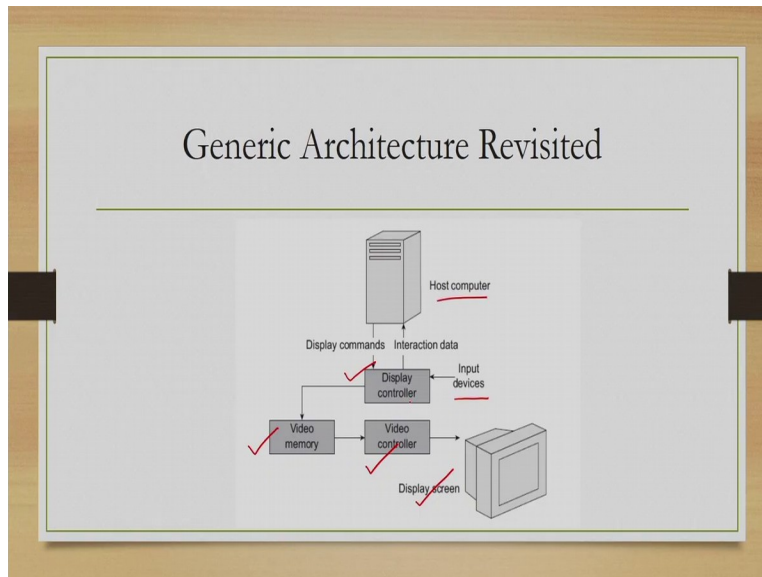 Generic Architecture Revisited
Host computer
Display commands
Interaction data
Display
controller
Input
devices
Video
memory
Video
controller
Display screen